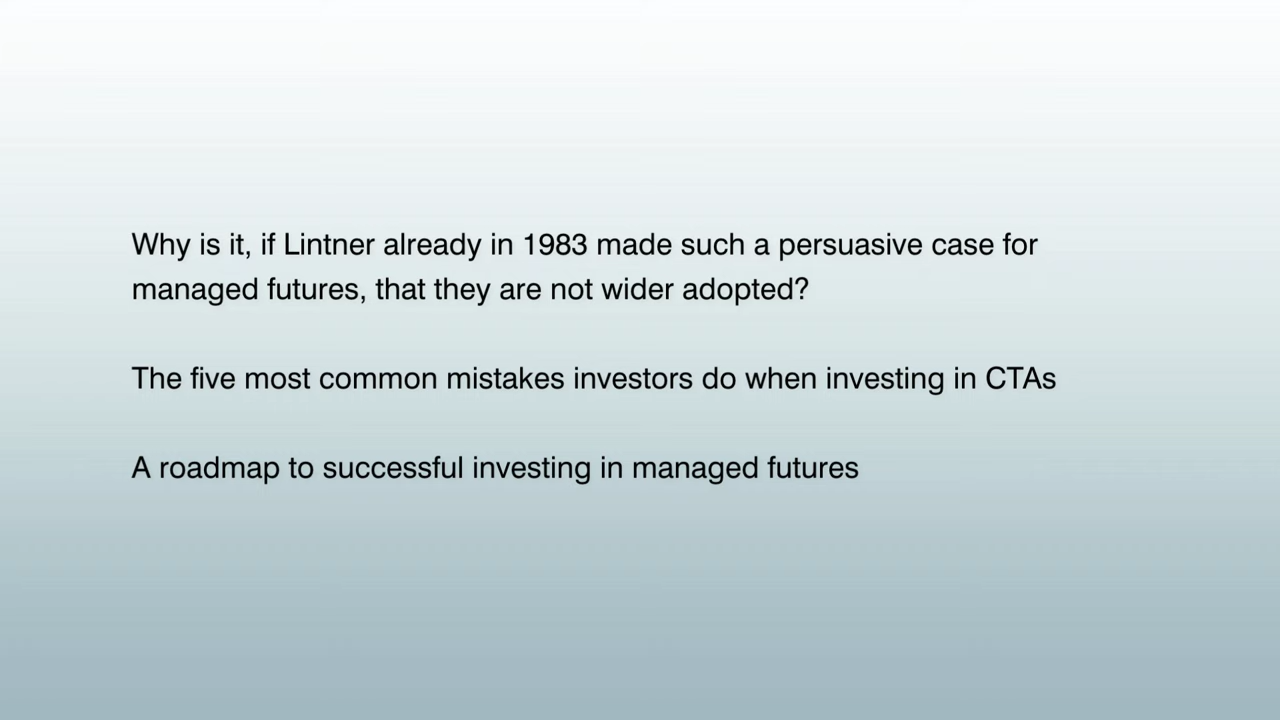 Why is it, if Lintner already in 1983 made such a persuasive case for
managed futures, that they are not wider adopted?
The five most common mistakes investors do when investing in CTAs
A roadmap to successful investing in managed futures